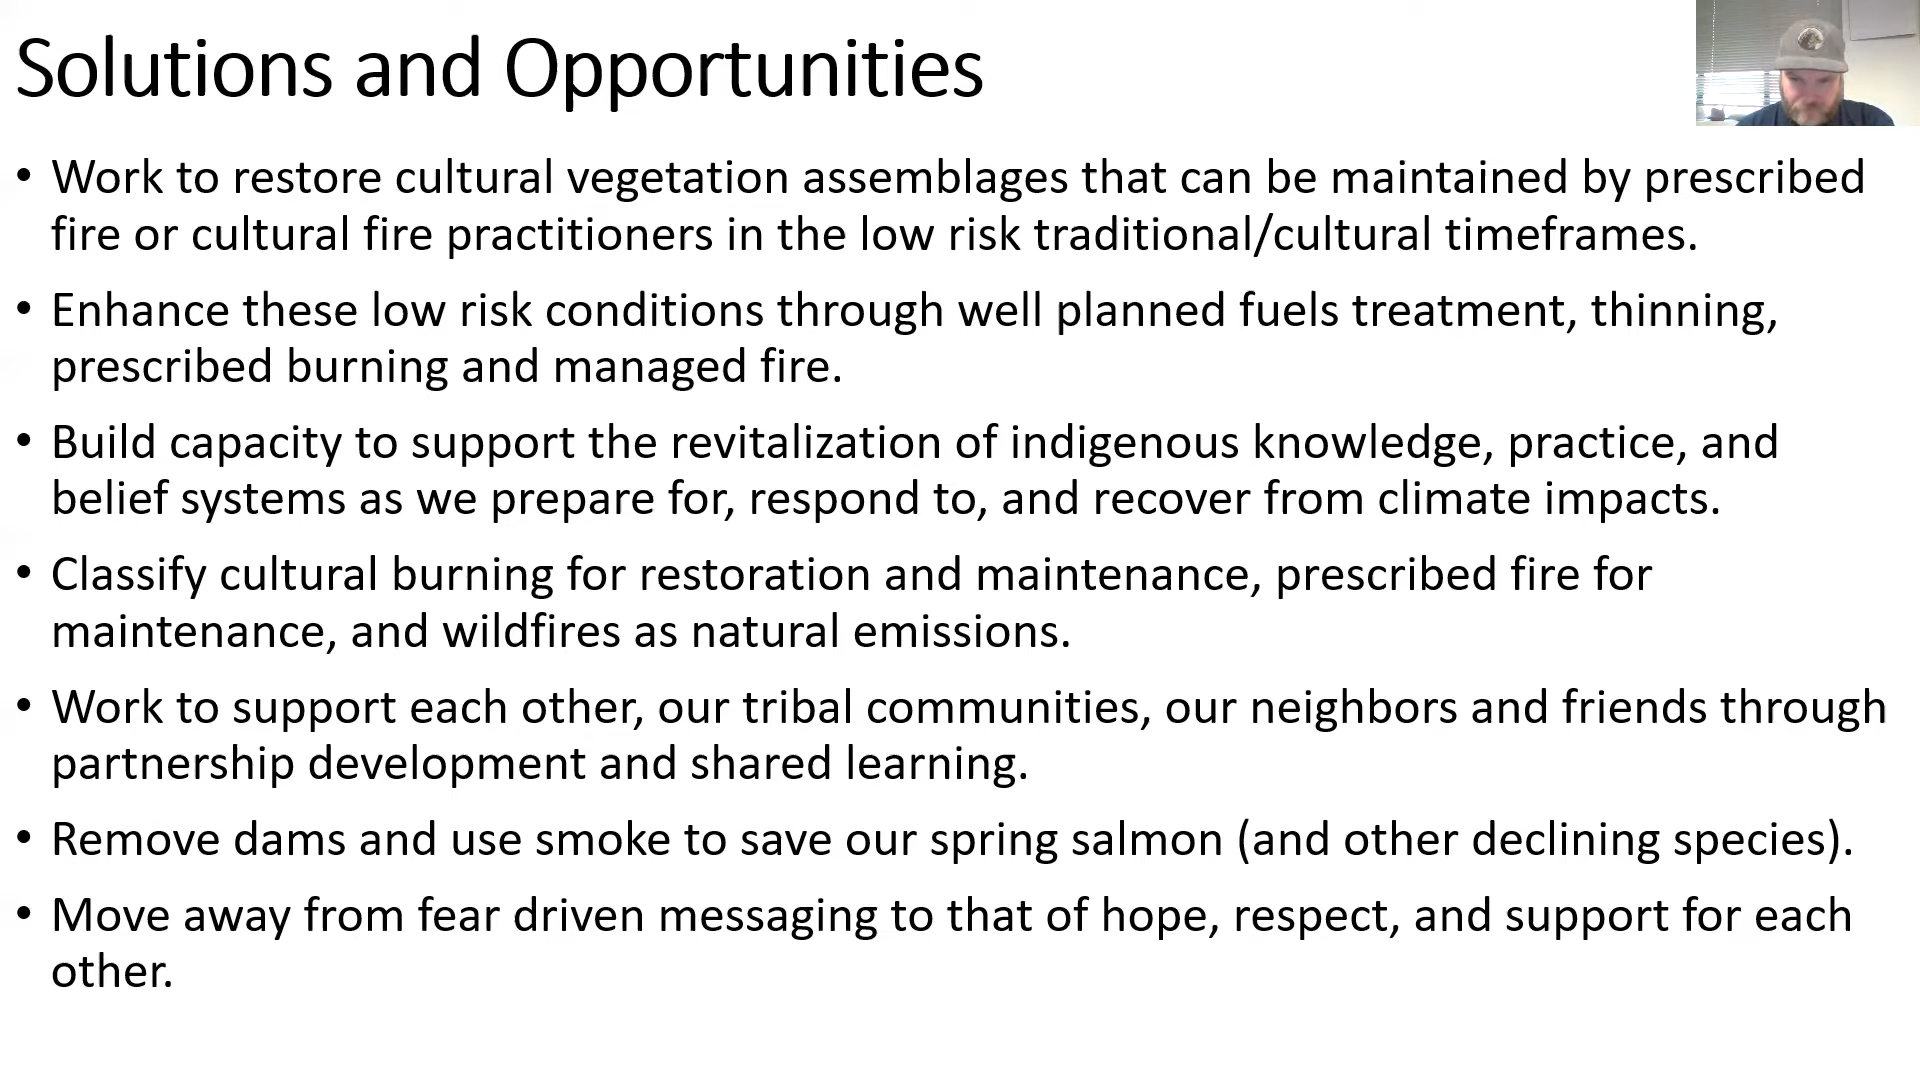 Solutions and Opportunities
• Work to restore cultural vegetation assemblages that can be maintained by prescribed
fire or cultural fire practitioners in the low risk traditional/cultural timeframes.
• Enhance these low risk conditions through well planned fuels treatment, thinning,
prescribed burning and managed fire.
• Build capacity to support the revitalization of indigenous knowledge, practice, and
belief systems as we prepare for, respond to, and recover from climate impacts.
• Classify cultural burning for restoration and maintenance, prescribed fire for
maintenance, and wildfires as natural emissions.
• Work to support each other, our tribal communities, our neighbors and friends through
partnership development and shared learning.
• Remove dams and use smoke to save our spring salmon (and other declining species).
• Move away from fear driven messaging to that of hope, respect, and support for each
other.